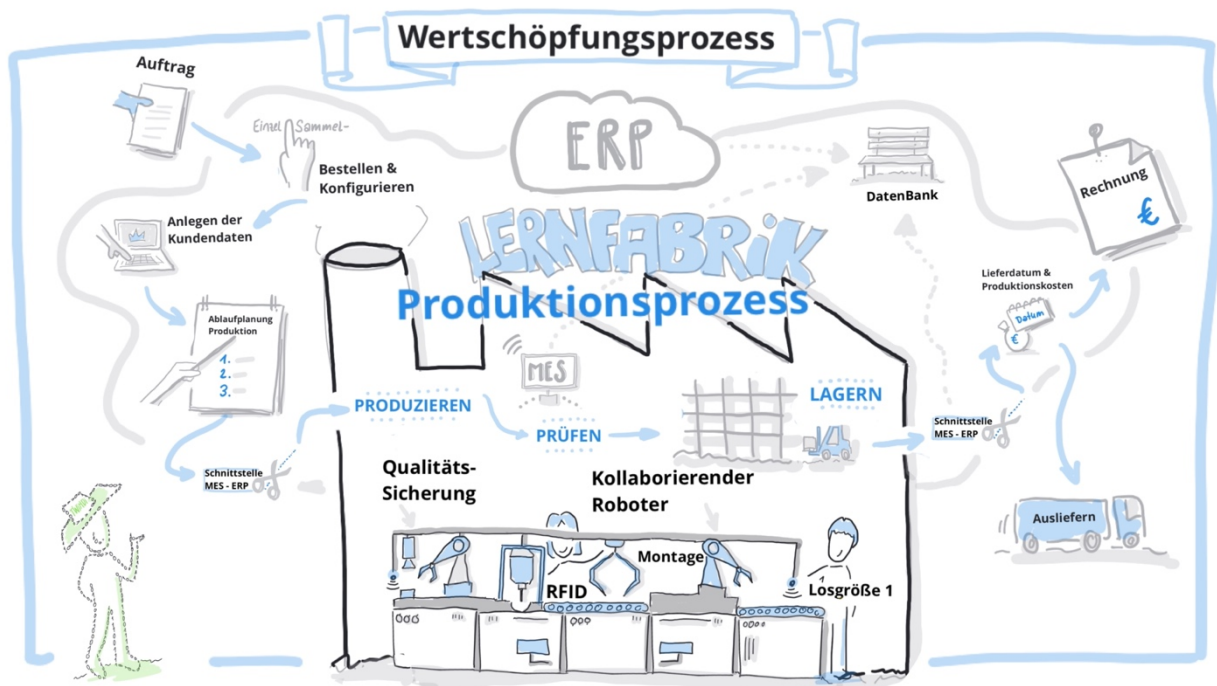 Wertschöpfungsprozess
Auftrag
Einzel Sammel-
Bestellen &
Konfigurieren
Anlegen der
Kundendaten
Ablaufplanung
Produktion
1.
2.
3.
Schnittstelle
MES - ERP
ERP
DatenBank
LERNFABRIK
Produktionsprozess
PRODUZIEREN
MES
PRÜFEN
LAGERN
Qualitäts-
Sicherung
Kollaborierender
Roboter
Montage
RFID
Losgröße 1
Schnittstelle
MES - ERP
Lieferdatum &
Produktionskosten
Datum
€
Rechnung
€
Ausliefern